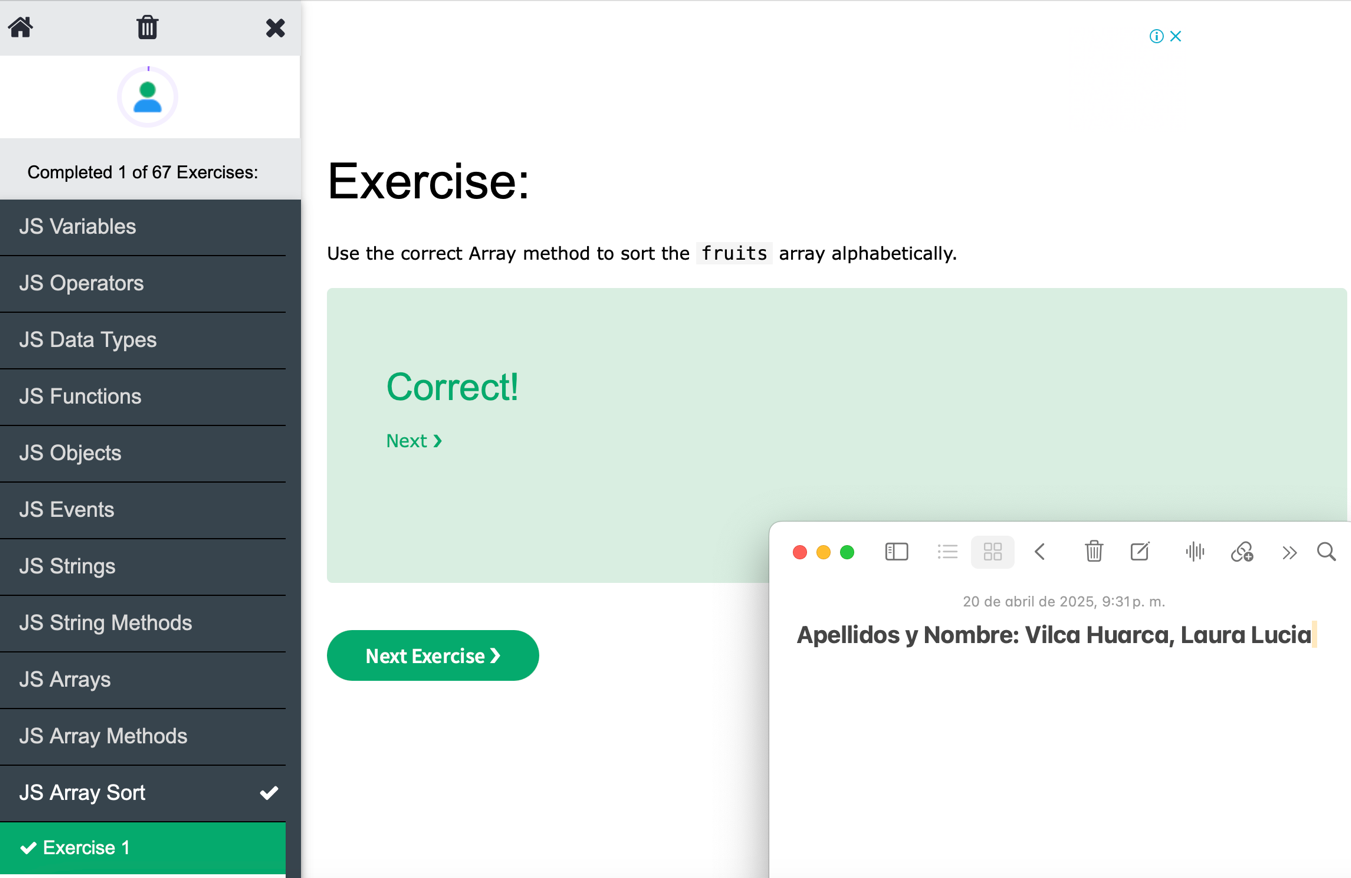 Completed 1 of 67 Exercises:
JS Variables
JS Operators
JS Data Types
JS Functions
JS Objects
JS Events
JS Strings
JS String Methods
JS Arrays
JS Array Methods
JS Array Sort
Exercise 1
Exercise:
Use the correct Array method to sort the fruits array alphabetically.
Correct!
Next ❯
Next Exercise ❯
20 de abril de 2025, 9:31 p. m.
Apellidos y Nombre: Vilca Huarca, Laura Lucia